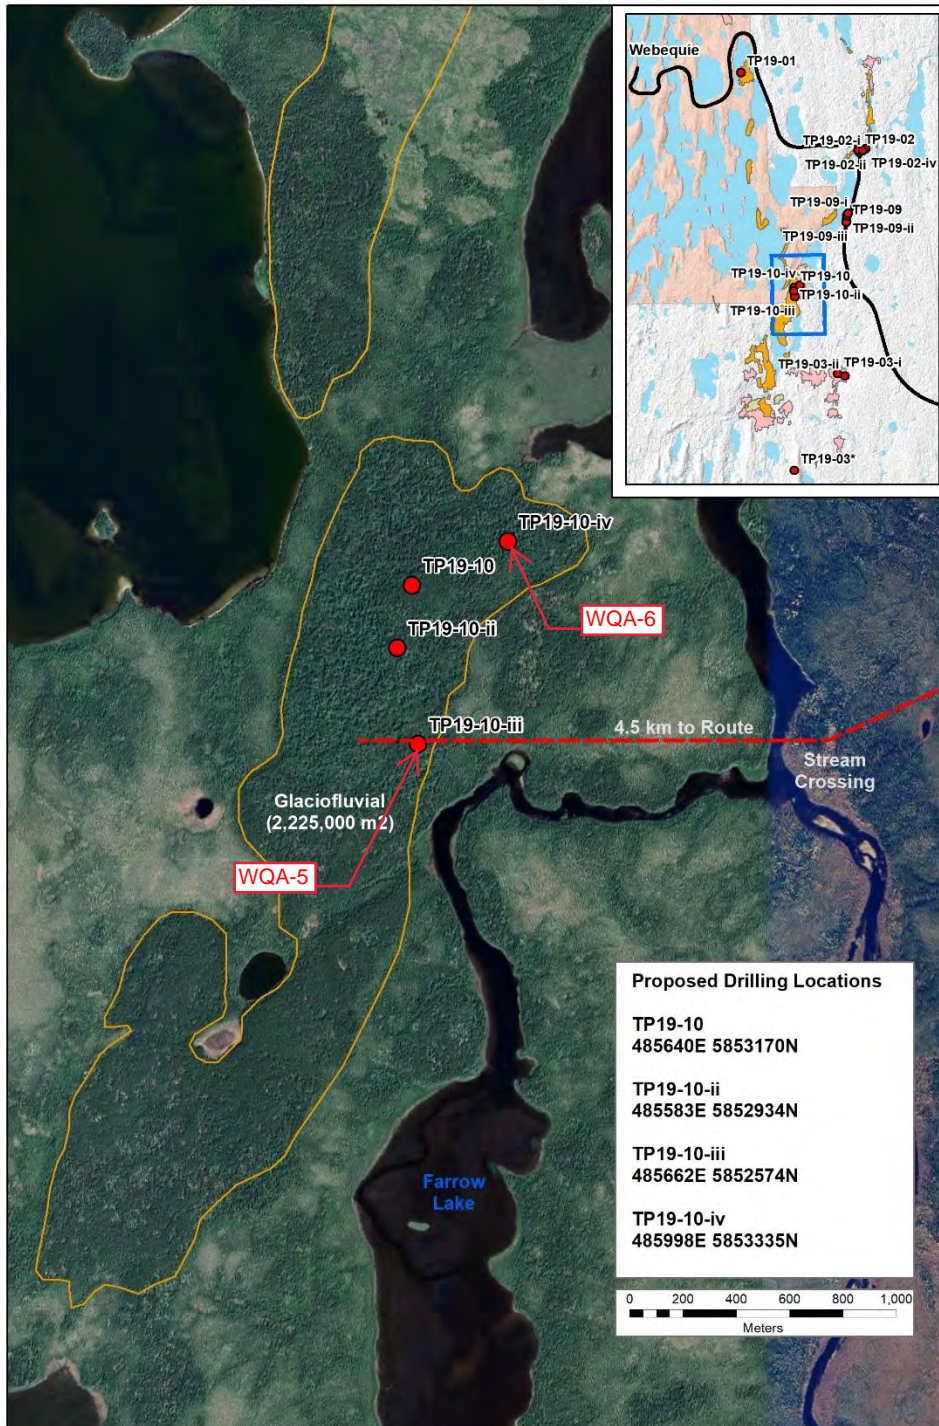 Webequie
TP19-01
TP19-02-i
TP19-02
TP19-02-ii
TP19-02-iv
TP19-09-i
TP19-09
TP19-09-ii
TP19-09-iii
TP19-10-iv
TP19-10
TP19-10-ii
TP19-10-iii
TP19-03-ii
TP19-03-i
TP19-03*
TP19-10-iv
TP19-10
WQA-6
TP19-10-ii
TP19-10-iii
4.5 km to Route
Stream
Crossing
Glaciofluvial
(2,225,000 m2)
WQA-5
Farrow
Lake
Proposed Drilling Locations
TP19-10
485640E 5853170N
TP19-10-ii
485583E 5852934N
TP19-10-iii
485662E 5852574N
TP19-10-iv
485998E 5853335N
0 200 400 600 800 1,000
Meters